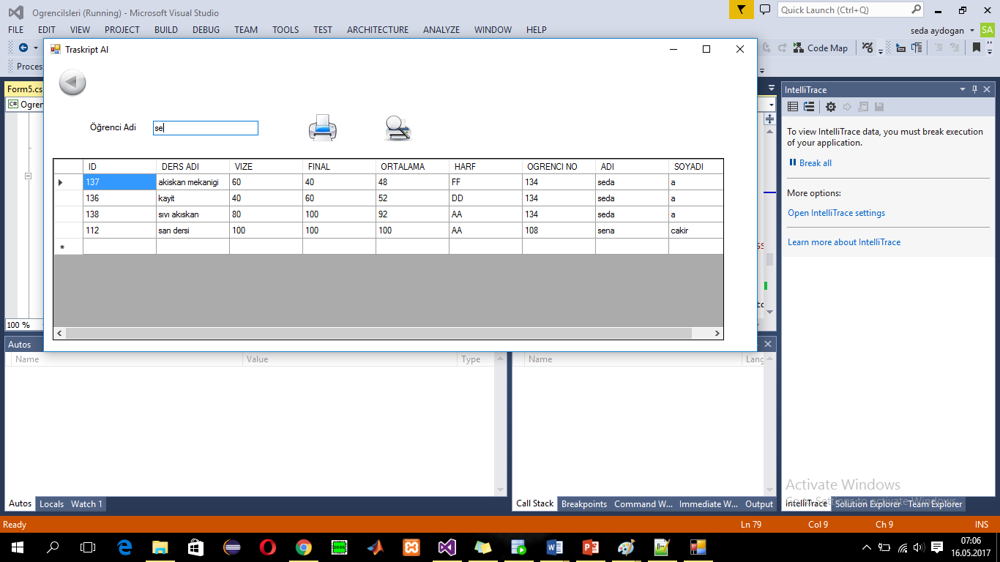 Ogrencilsleri (Running) - Microsoft Visual Studio
Quick Launch (Ctrl+Q)
FILE EDIT VIEW PROJECT BUILD DEBUG TEAM TOOLS TEST ARCHITECTURE ANALYZE WINDOW HELP
seda aydogan SA
Code Map
Proces
Form5.cs
C# Ogren
Traskript Al
Öğrenci Adi se
ID DERS ADI VIZE FINAL ORTALAMA HARF OGRENCI NO ADI SOYADI
137 akiskan mekanigi 60 40 48 FF 134 seda a
136 kayit 40 60 52 DD 134 seda a
138 sıvı akıskan 80 100 92 AA 134 seda a
112 san dersi 100 100 100 AA 108 sena cakir
*
100 %
IntelliTrace
To view IntelliTrace data, you must break execution
of your application.
Break all
More options:
Open IntelliTrace settings
Learn more about IntelliTrace
Autos
Name Value Type
Name Lang
Autos Locals Watch 1
Call Stack Breakpoints Command W... Immediate W... Output
Activate Windows
Go to Settings to activate Windows.
IntelliTrace Solution Explorer Team Explorer
Ready Ln 79 Col 9 Ch 9 INS
8086
07:06
16.05.2017